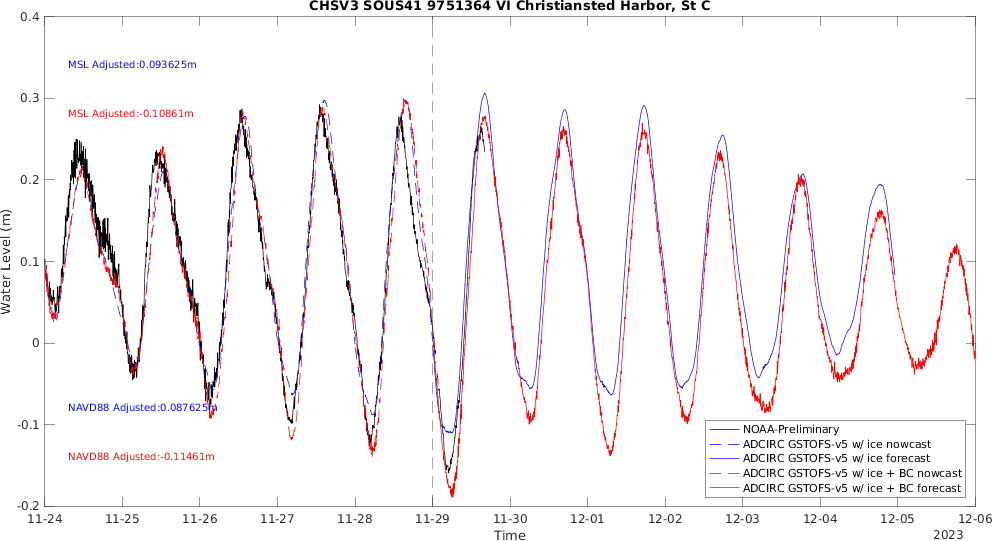 CHSV3 SOUS41 9751364 VI Christiansted Harbor, St C
0.4
0.3
0.2
0.1
0
-0.1
-0.2
Water Level (m)
MSL Adjusted:0.093625m
MSL Adjusted:-0.10861m
NAVD88 Adjusted:0.087625m
NAVD88 Adjusted:-0.11461m
NOAA-Preliminary
ADCIRC GSTOFS-v5 w/ ice nowcast
ADCIRC GSTOFS-v5 w/ ice forecast
ADCIRC GSTOFS-v5 w/ ice + BC nowcast
ADCIRC GSTOFS-v5 w/ ice + BC forecast
11-24 11-25 11-26 11-27 11-28 11-29 11-30 12-01 12-02 12-03 12-04 12-05 12-06
Time
2023